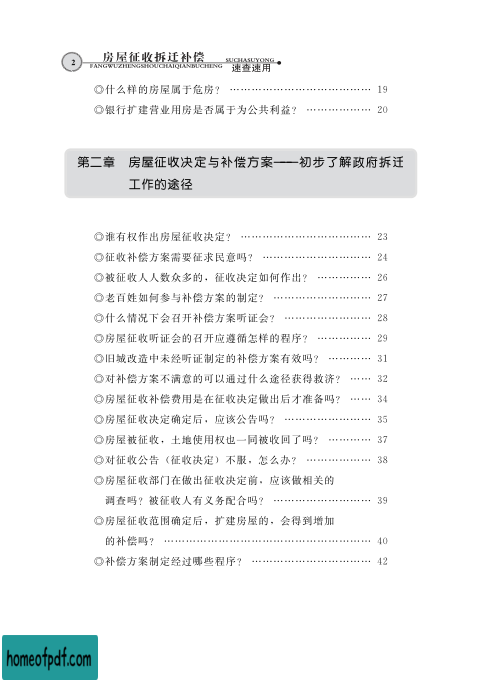 2
房屋征收拆迁补偿 SUCHASUYONG
FANGWUZHENGSHOUCHAIQIANBUCHENG 速查速用
◎什么样的房屋属于危房? ………………………………… 19
◎银行扩建营业用房是否属于为公共利益? ……………… 20
第二章 房屋征收决定与补偿方案——初步了解政府拆迁
工作的途径
◎谁有权作出房屋征收决定? ……………………………… 23
◎征收补偿方案需要征求民意吗? ………………………… 24
◎被征收人人数众多的，征收决定如何作出? …………… 26
◎老百姓如何参与补偿方案的制定? ……………………… 27
◎什么情况下会召开补偿方案听证会? …………………… 28
◎房屋征收听证会的召开应遵循怎样的程序? …………… 29
◎旧城改造中未经听证制定的补偿方案有效吗? ………… 31
◎对补偿方案不满意的可以通过什么途径获得救济? …… 32
◎房屋征收补偿费用是在征收决定做出后才准备吗? …… 34
◎房屋征收决定确定后，应该公告吗? …………………… 35
◎房屋被征收，土地使用权也一同被收回了吗? ………… 37
◎对征收公告（征收决定）不服，怎么办? ……………… 38
◎房屋征收部门在做出征收决定前，应该做相关的
调查吗? 被征收人有义务配合吗? ……………………… 39
◎房屋征收范围确定后，扩建房屋的，会得到增加
的补偿吗? ………………………………………………… 40
◎补偿方案制定经过哪些程序? …………………………… 42
homeofpdf.com